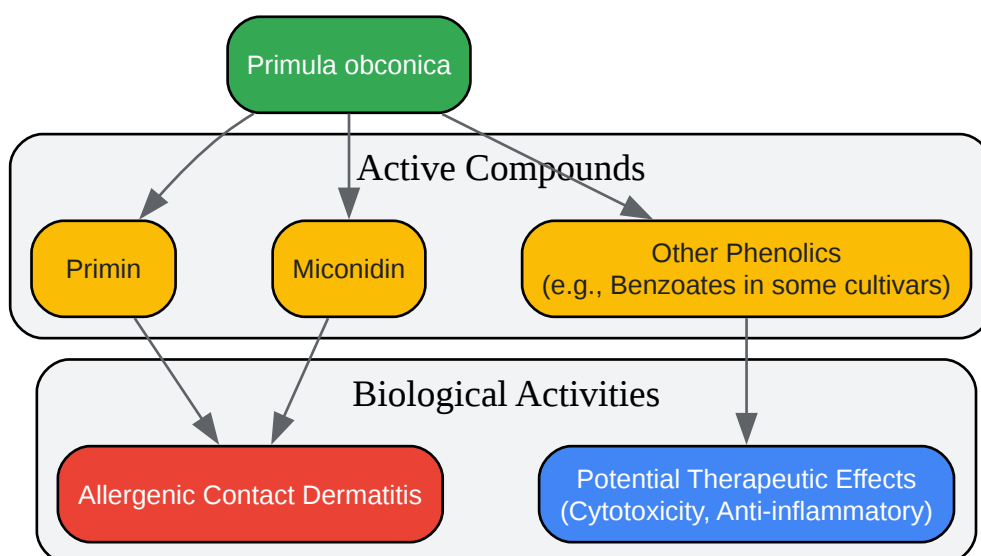 Primula obconica
Active Compounds
Primin
Miconidin
Other Phenolics
(e.g., Benzoates in some cultivars)
Biological Activities
Allergenic Contact Dermatitis
Potential Therapeutic Effects
(Cytotoxicity, Anti-inflammatory)